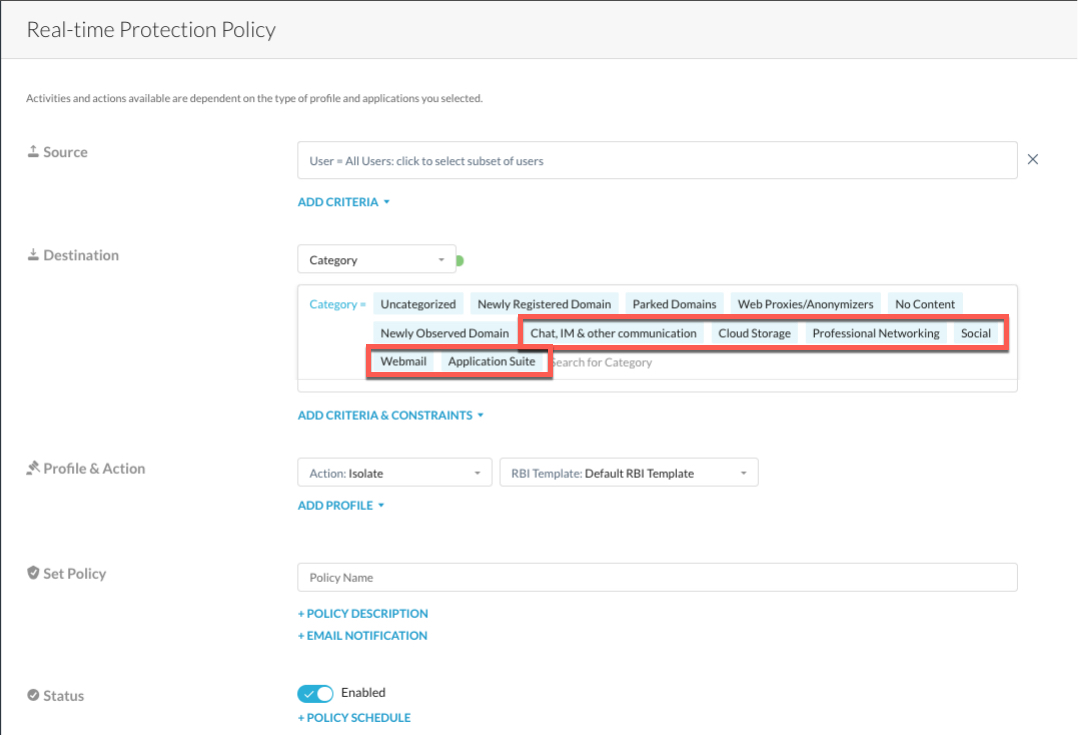 Real-time Protection Policy
Activities and actions available are dependent on the type of profile and applications you selected.
Source
User = All Users: click to select subset of users
ADD CRITERIA
Destination
Category
Category = Uncategorized Newly Registered Domain Parked Domains Web Proxies/Anonymizers No Content
Newly Observed Domain Chat, IM & other communication Cloud Storage Professional Networking Social
Webmail Application Suite Search for Category
ADD CRITERIA & CONSTRAINTS
Profile & Action
Action: Isolate RBI Template: Default RBI Template
ADD PROFILE
Set Policy
Policy Name
+ POLICY DESCRIPTION
+ EMAIL NOTIFICATION
Status
Enabled
+ POLICY SCHEDULE